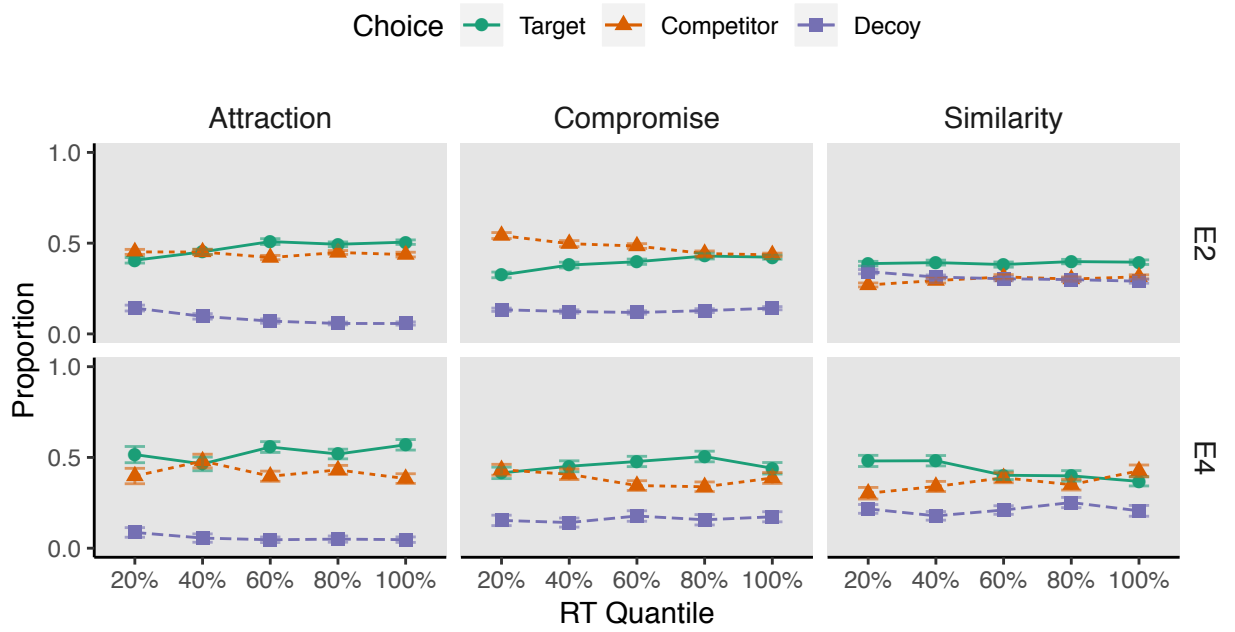 Choice Target Competitor Decoy
Attraction Compromise Similarity
Proportion
1.0
0.5
0.0
E2
1.0
0.5
0.0
E4
20% 40% 60% 80% 100% 20% 40% 60% 80% 100% 20% 40% 60% 80% 100%
RT Quantile